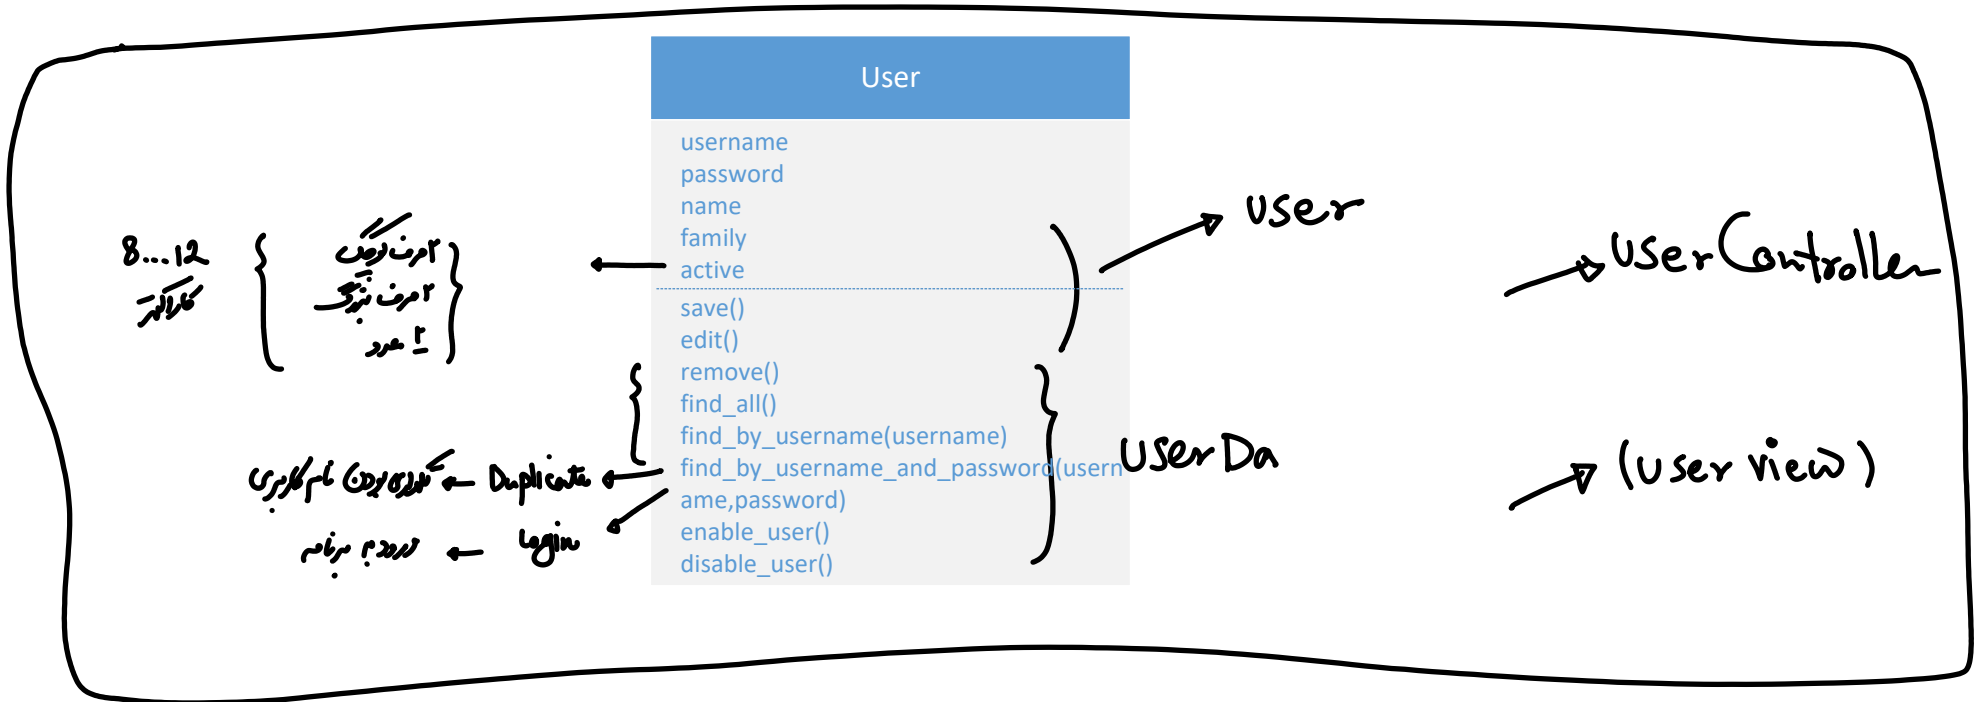 User
username
password
name
family
active
save()
edit()
remove()
find_all()
find_by_username(username)
find_by_username_and_password(usern
ame,password)
enable_user()
disable_user()
8....12
کاراکتر
۲ حرف کوچک
۲ حرف بزرگ
۲ عدد
Duplicate
تکراری بودن نام کاربری
Login
ورود به برنامه
User
UserDa
UserController
(User view)